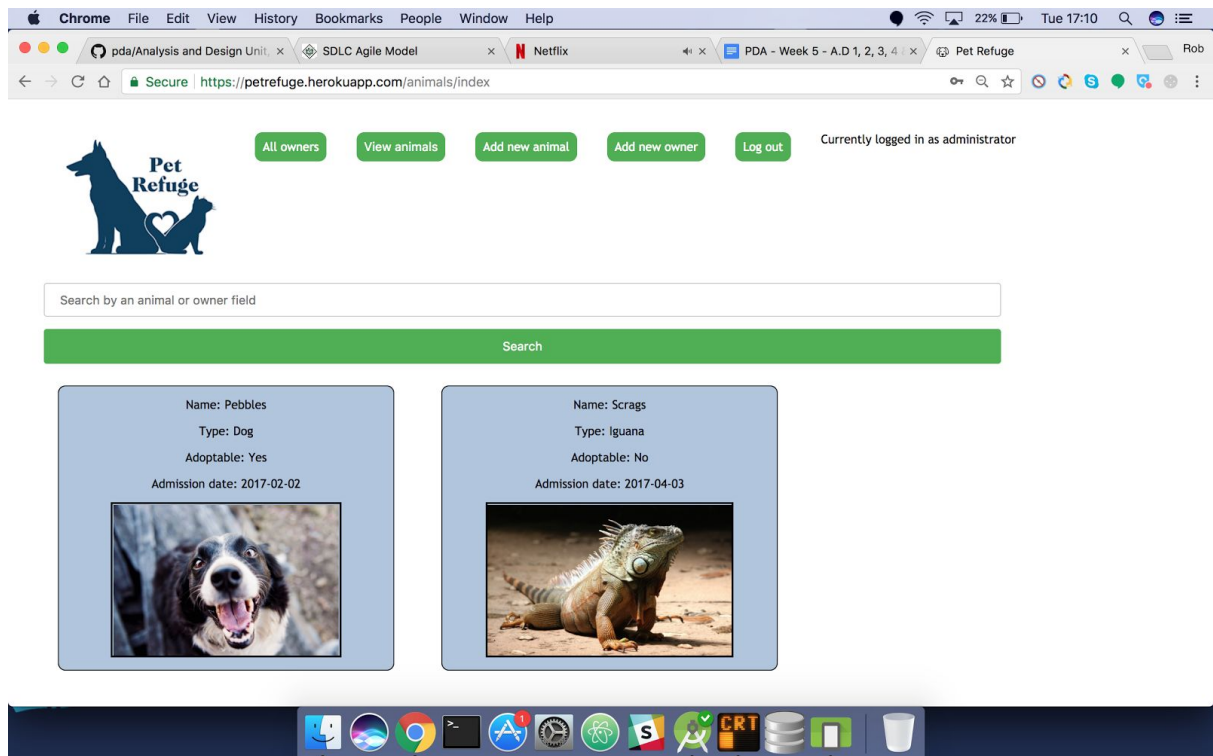 Chrome File Edit View History Bookmarks People Window Help 22% Tue 17:10
pda/Analysis and Design Unit, SDLC Agile Model Netflix PDA - Week 5 - A.D 1, 2, 3, 4 Pet Refuge Rob
Secure https://petrefuge.herokuapp.com/animals/index
Pet
Refuge
All owners View animals Add new animal Add new owner Log out Currently logged in as administrator
Search by an animal or owner field
Search
Name: Pebbles
Type: Dog
Adoptable: Yes
Admission date: 2017-02-02
Name: Scrags
Type: Iguana
Adoptable: No
Admission date: 2017-04-03
1
CRT